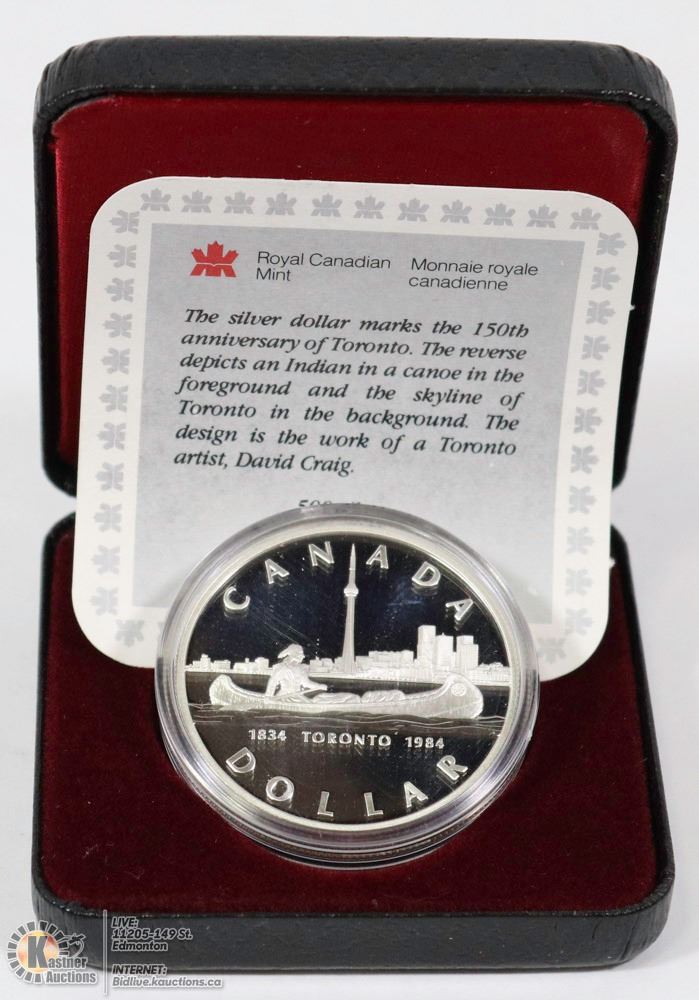 Royal Canadian Mint
Monnaie royale canadienne
The silver dollar marks the 150th
anniversary of Toronto. The reverse
depicts an Indian in a canoe in the
foreground and the skyline of
Toronto in the background. The
design is the work of a Toronto
artist, David Craig.
CANADA
1834 TORONTO 1984
DOLLAR
Kastner
Auctions
LIVE:
11205-149 St.
Edmonton
INTERNET:
Bidlive.kauctions.ca